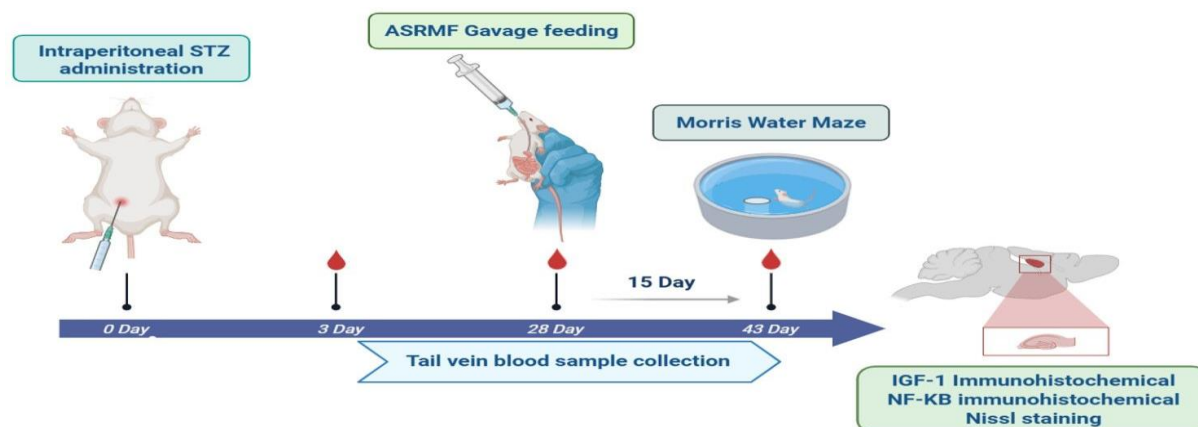 Intraperitoneal STZ
administration
ASRMF Gavage feeding
Morris Water Maze
15 Day
0 Day
3 Day
28 Day
43 Day
Tail vein blood sample collection
IGF-1 Immunohistochemical
NF-KB immunohistochemical
Nissl staining